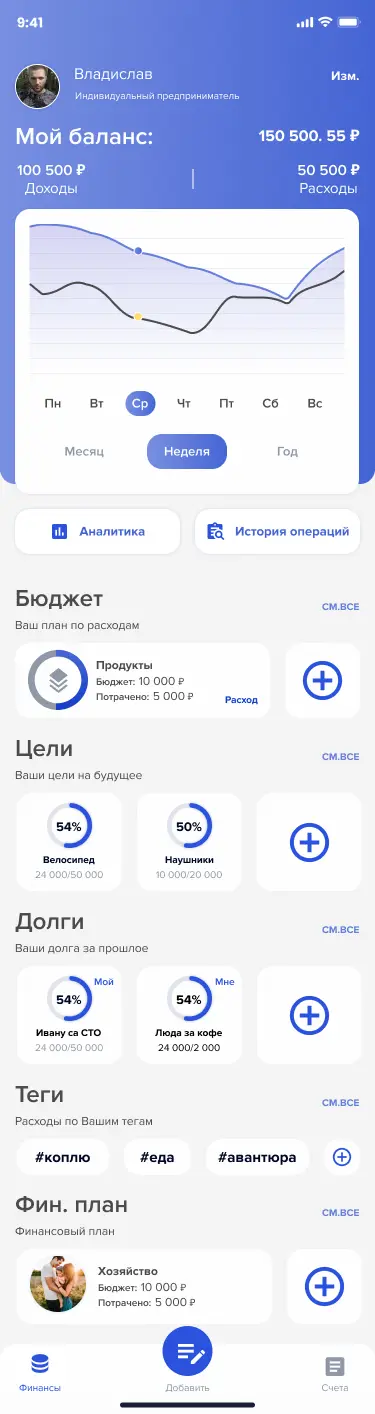 9:41
Владислав
Изм.
Индивидуальный предприниматель
Мой баланс: 150 500. 55 ₽
100 500 ₽ 50 500 ₽
Доходы Расходы
Пн Вт Ср Чт Пт Сб Вс
Месяц Неделя Год
Аналитика История операций
Бюджет
СМ.ВСЕ
Ваш план по расходам
Продукты
Бюджет: 10 000 ₽
Потрачено: 5 000 ₽
Расход
Цели
СМ.ВСЕ
Ваши цели на будущее
54% 50%
Велосипед Наушники
24 000/50 000 10 000/20 000
Долги
СМ.ВСЕ
Ваши долга за прошлое
Мой Мне
54% 54%
Ивану са СТО Люда за кофе
24 000/50 000 24 000/2 000
Теги
СМ.ВСЕ
Расходы по Вашим тегам
#коплю #еда #авантюра
Фин. план
СМ.ВСЕ
Финансовый план
Хозяйство
Бюджет: 10 000 ₽
Потрачено: 5 000 ₽
Финансы Добавить Счета